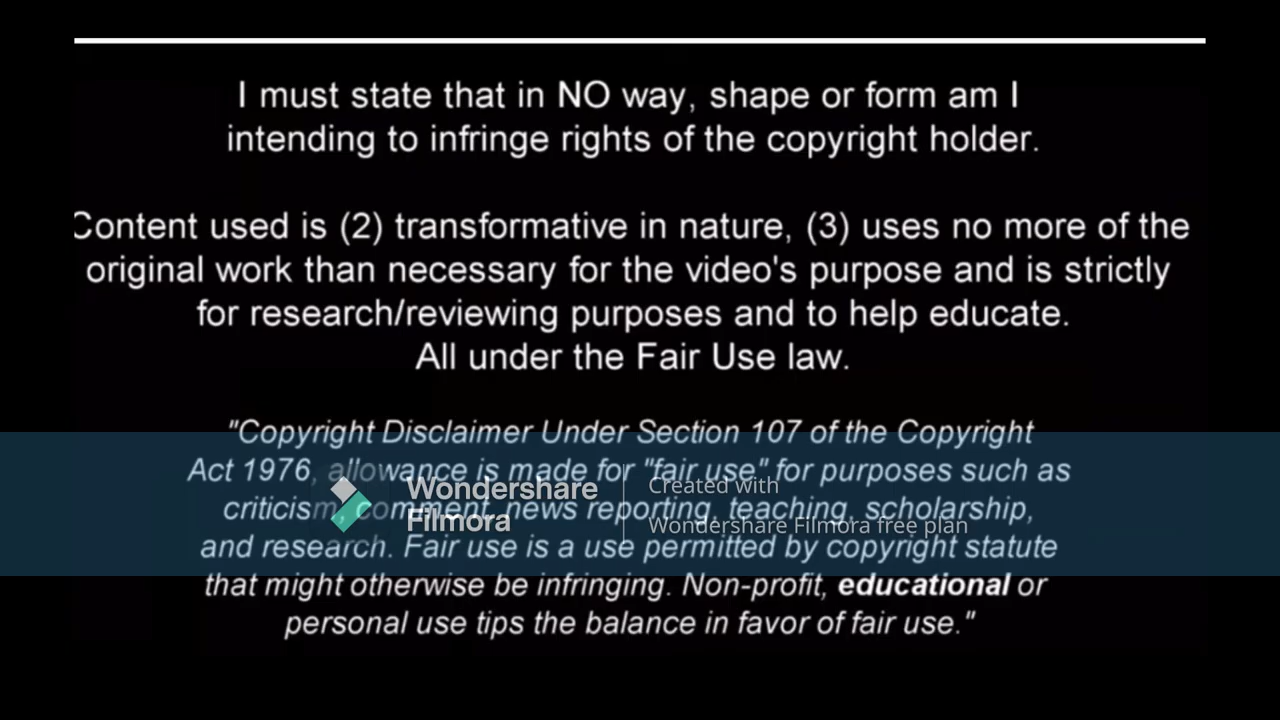 I must state that in NO way, shape or form am I
intending to infringe rights of the copyright holder.
Content used is (2) transformative in nature, (3) uses no more of the
original work than necessary for the video's purpose and is strictly
for research/reviewing purposes and to help educate.
All under the Fair Use law.
"Copyright Disclaimer Under Section 107 of the Copyright
Act 1976, allowance is made for "fair use" for purposes such as
criticism, comment, news reporting, teaching, scholarship,
and research. Fair use is a use permitted by copyright statute
that might otherwise be infringing. Non-profit, educational or
personal use tips the balance in favor of fair use."
Wondershare
Filmora
Created with
Wondershare Filmora free plan